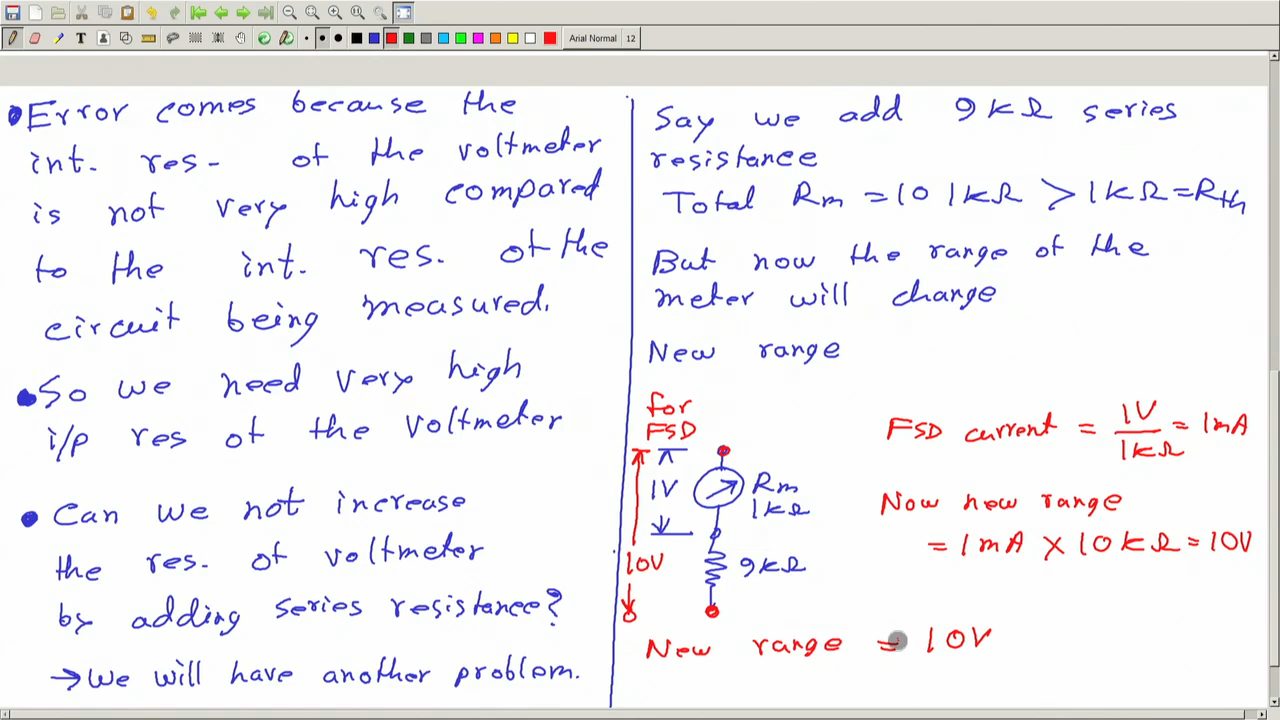 Arial Normal 12
Error comes because the
int. res- of the voltmeter
is not very high compared
to the int. res. of the
circuit being measured.
So we need very high
i/p res of the voltmeter
Can we not increase
the res. of voltmeter
by adding series resistance?
→ We will have another problem.
Say we add 9kΩ series
resistance
Total Rm = 10 1kΩ > 1kΩ = Rth
But now the range of the
meter will change
New range
for
FSD
1V
Rm
1kΩ
10V
9kΩ
FSD current = 1V/1kΩ = 1mA
Now new range
= 1mA × 10kΩ = 10V
New range = 10V